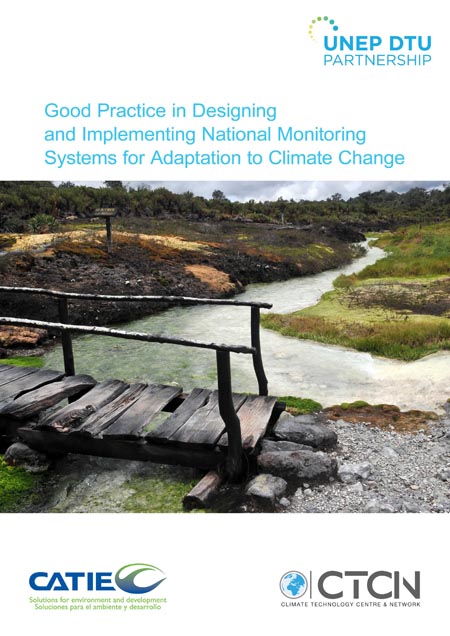 UNEP DTU
PARTNERSHIP
Good Practice in Designing
and Implementing National Monitoring
Systems for Adaptation to Climate Change
CATIE
Solutions for environment and development
Soluciones para el ambiente y desarrollo
CTCN
CLIMATE TECHNOLOGY CENTRE & NETWORK